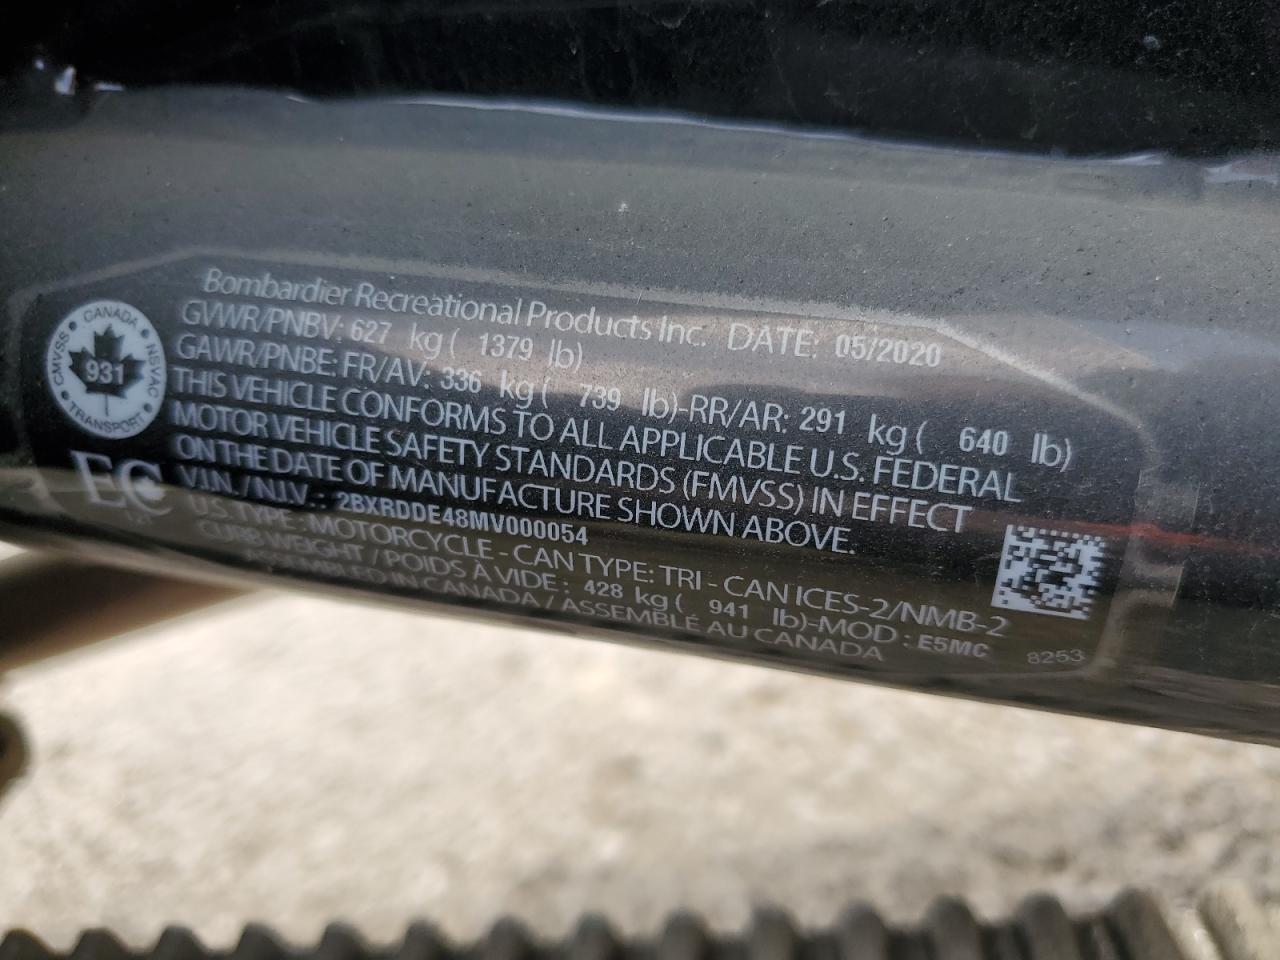 Bombardier Recreational Products Inc. DATE: 05/2020
GVWR/PNBV: 627 kg ( 1379 lb)
GAWR/PNBE: FR/AV: 336 kg ( 739 lb)-RR/AR: 291 kg ( 640 lb)
THIS VEHICLE CONFORMS TO ALL APPLICABLE U.S. FEDERAL
MOTOR VEHICLE SAFETY STANDARDS (FMVSS) IN EFFECT
ON THE DATE OF MANUFACTURE SHOWN ABOVE.
V.I.N. / N.I.V. : 2BXRDDE48MV000054
U.S. TYPE : MOTORCYCLE - CAN TYPE: TRI - CAN ICES-2/NMB-2
CURB WEIGHT / POIDS À VIDE : 428 kg ( 941 lb)-MOD : E5MC
ASSEMBLED IN CANADA / ASSEMBLÉ AU CANADA
8253
CANADA
CMVSS
NSVAC
931
TRANSPORT
EC